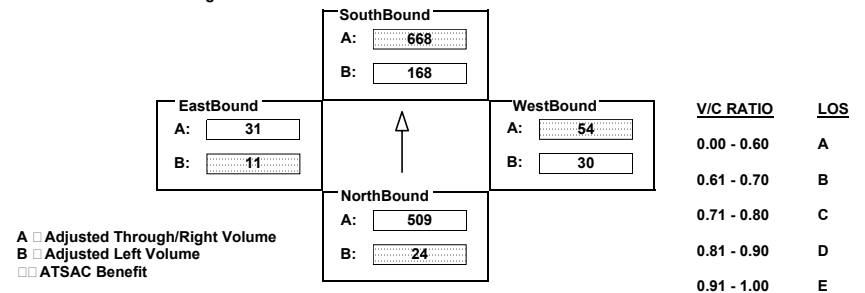 SouthBound
A: 668
B: 168
EastBound
A: 31
B: 11
WestBound
A: 54
B: 30
NorthBound
A: 509
B: 24
A □ Adjusted Through/Right Volume
B □ Adjusted Left Volume
□□ ATSAC Benefit
V/C RATIO LOS
0.00 - 0.60 A
0.61 - 0.70 B
0.71 - 0.80 C
0.81 - 0.90 D
0.91 - 1.00 E